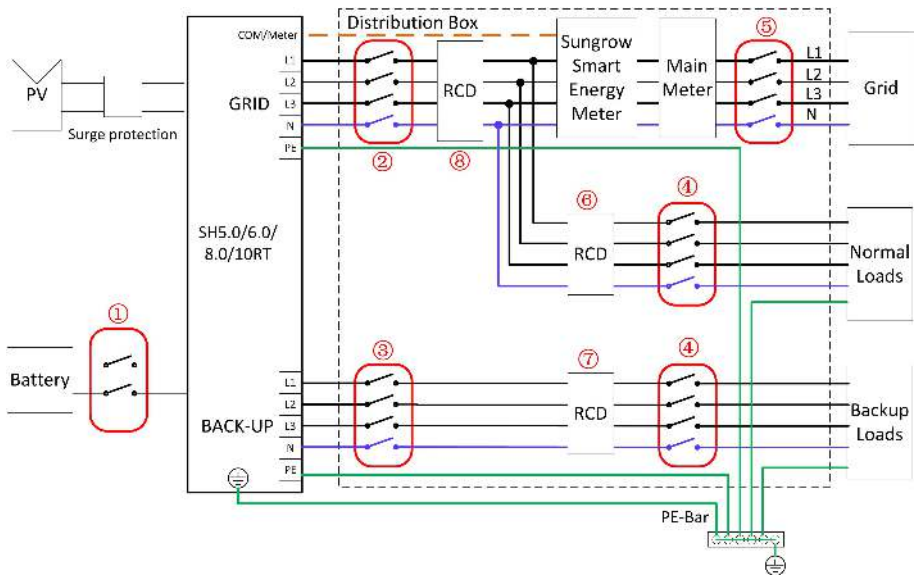 Distribution Box
COM/Meter
L1
L2
L3
N
PE
GRID
PV
Surge protection
②
RCD
⑧
Sungrow
Smart
Energy
Meter
Main
Meter
⑤
L1
L2
L3
N
Grid
SH5.0/6.0/
8.0/10RT
⑥
RCD
④
Normal
Loads
①
Battery
③
⑦
RCD
④
L1
L2
L3
N
PE
BACK-UP
Backup
Loads
PE-Bar